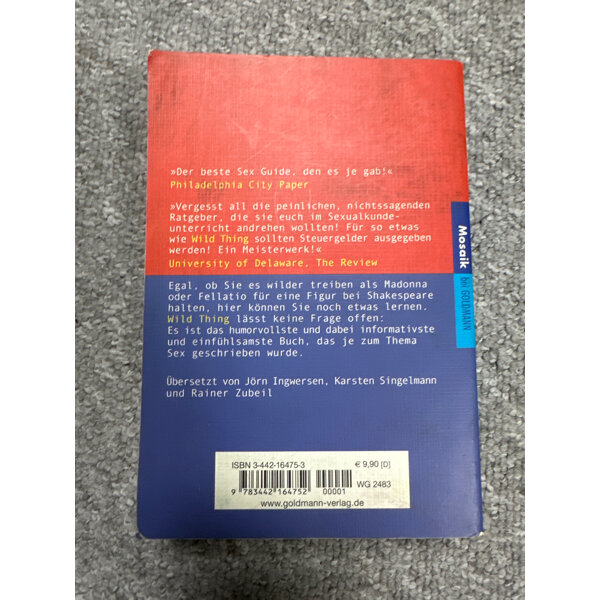 »Der beste Sex Guide, den es je gab!«
Philadelphia City Paper
»Vergesst all die peinlichen, nichtssagenden
Ratgeber, die sie euch im Sexualkunde-
unterricht andrehen wollten! Für so etwas
wie Wild Thing sollten Steuergelder ausgegeben
werden! Ein Meisterwerk!«
University of Delaware, The Review
Egal, ob Sie es wilder treiben als Madonna
oder Fellatio für eine Figur bei Shakespeare
halten, hier können Sie noch etwas lernen.
Wild Thing lässt keine Frage offen:
Es ist das humorvollste und dabei informativste
und einfühlsamste Buch, das je zum Thema
Sex geschrieben wurde.
Übersetzt von Jörn Ingwersen, Karsten Singelmann
und Rainer Zubeil
Mosaik bei GOLDMANN
ISBN 3-442-16475-3 € 9,90 [D]
WG 2483
9 783442 164752 00001
www.goldmann-verlag.de